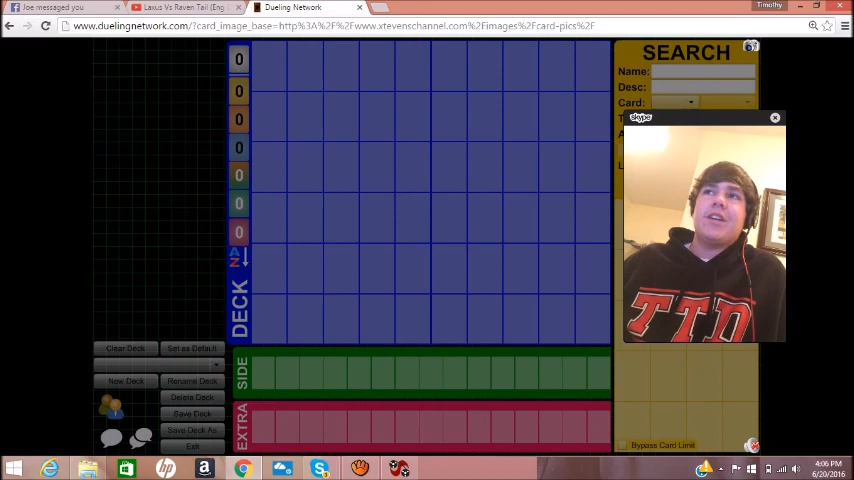 Joe messaged you
Laxus Vs Raven Tail (Eng
Dueling Network
Timothy
www.duelingnetwork.com/?card_image_base=http%3A%2F%2Fwww.xtevenschannel.com%2Fimages%2Fcard-pics%2F
0
0
0
0
0
0
0
A
Z
DECK
SIDE
EXTRA
SEARCH
Name:
Desc:
Card:
skype
TTD
Clear Deck
Set as Default
New Deck
Rename Deck
Delete Deck
Save Deck
Save Deck As
Exit
Bypass Card Limit
4:06 PM
6/20/2016